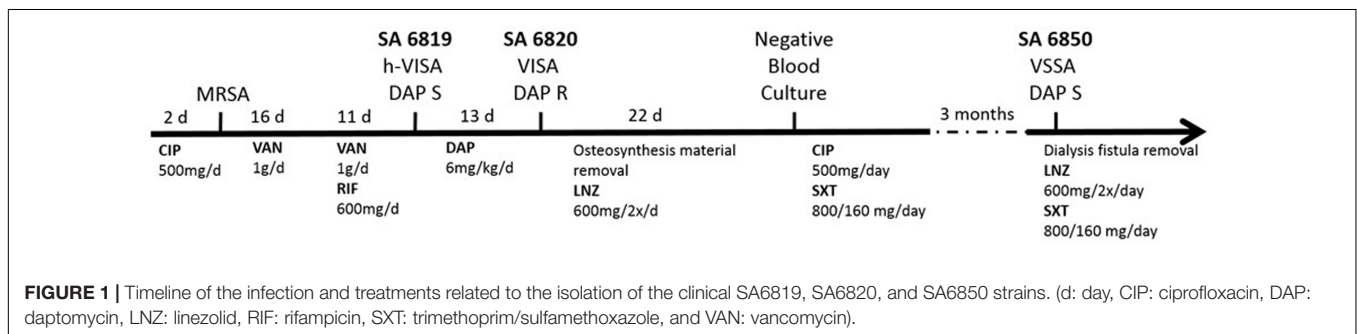 SA 6819 SA 6820 Negative SA 6850
h-VISA VISA Blood VSSA
MRSA DAP S DAP R Culture DAP S
2 d 16 d 11 d 13 d 22 d 3 months
CIP VAN VAN DAP Osteosynthesis material CIP Dialysis fistula removal
500mg/d 1g/d 1g/d 6mg/kg/d removal 500mg/day LNZ
RIF LNZ SXT 600mg/2x/day
600mg/d 600mg/2x/d 800/160 mg/day SXT
800/160 mg/day
FIGURE 1 | Timeline of the infection and treatments related to the isolation of the clinical SA6819, SA6820, and SA6850 strains. (d: day, CIP: ciprofloxacin, DAP:
daptomycin, LNZ: linezolid, RIF: rifampicin, SXT: trimethoprim/sulfamethoxazole, and VAN: vancomycin).